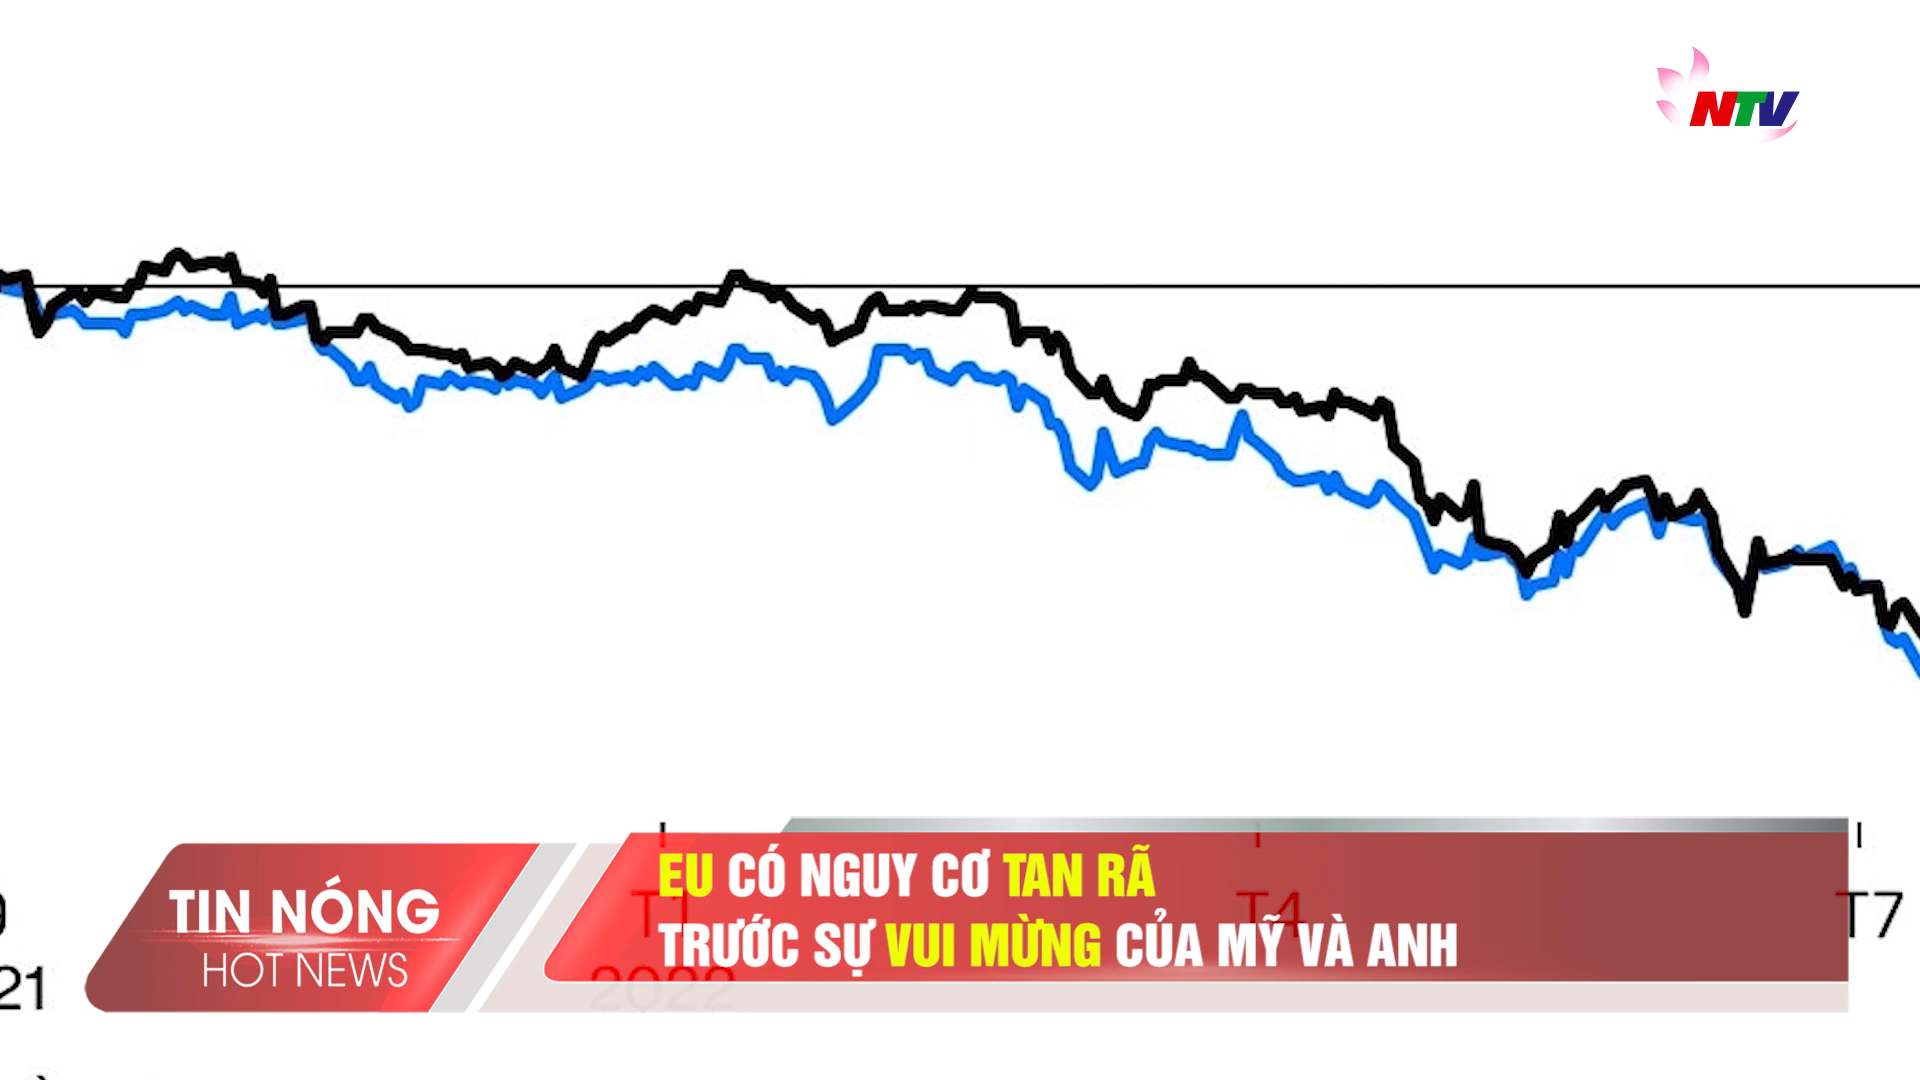 NTV
EU CÓ NGUY CƠ TAN RÃ
TIN NÓNG
TRƯỚC SỰ VUI MỪNG CỦA MỸ VÀ ANH
HOT NEWS
T1
T4
T7
21
2022